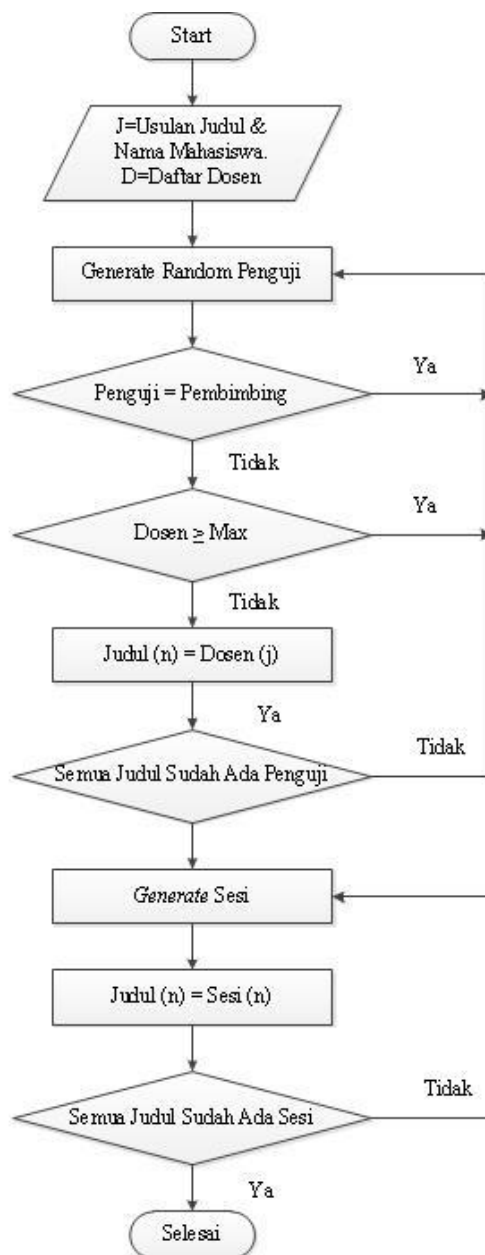 Start
J=Usulan Judul &
Nama Mahasiswa.
D=Daftar Dosen
Generate Random Penguji
Penguji = Pembimbing
Ya
Tidak
Dosen ≥ Max
Ya
Tidak
Judul (n) = Dosen (j)
Ya
Semua Judul Sudah Ada Penguji
Tidak
Generate Sesi
Judul (n) = Sesi (n)
Semua Judul Sudah Ada Sesi
Tidak
Ya
Selesai